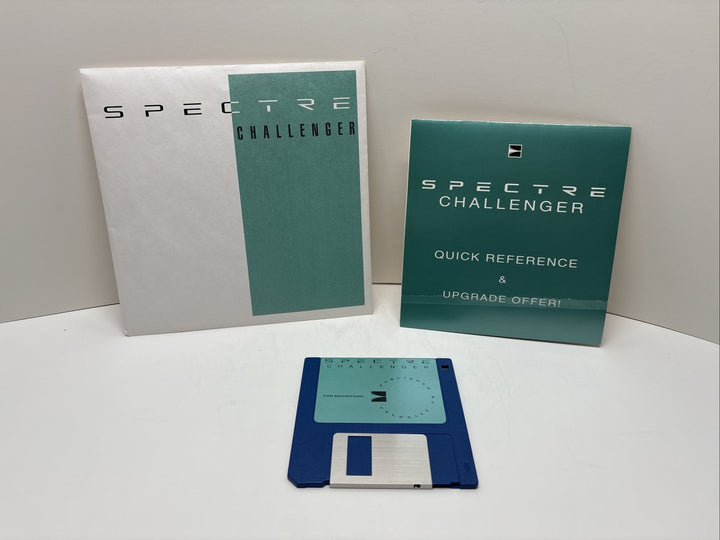 SPECTRE
CHALLENGER
SPECTRE
CHALLENGER
QUICK REFERENCE
&
UPGRADE OFFER!
SPECTRE
CHALLENGER
FOR MACINTOSH